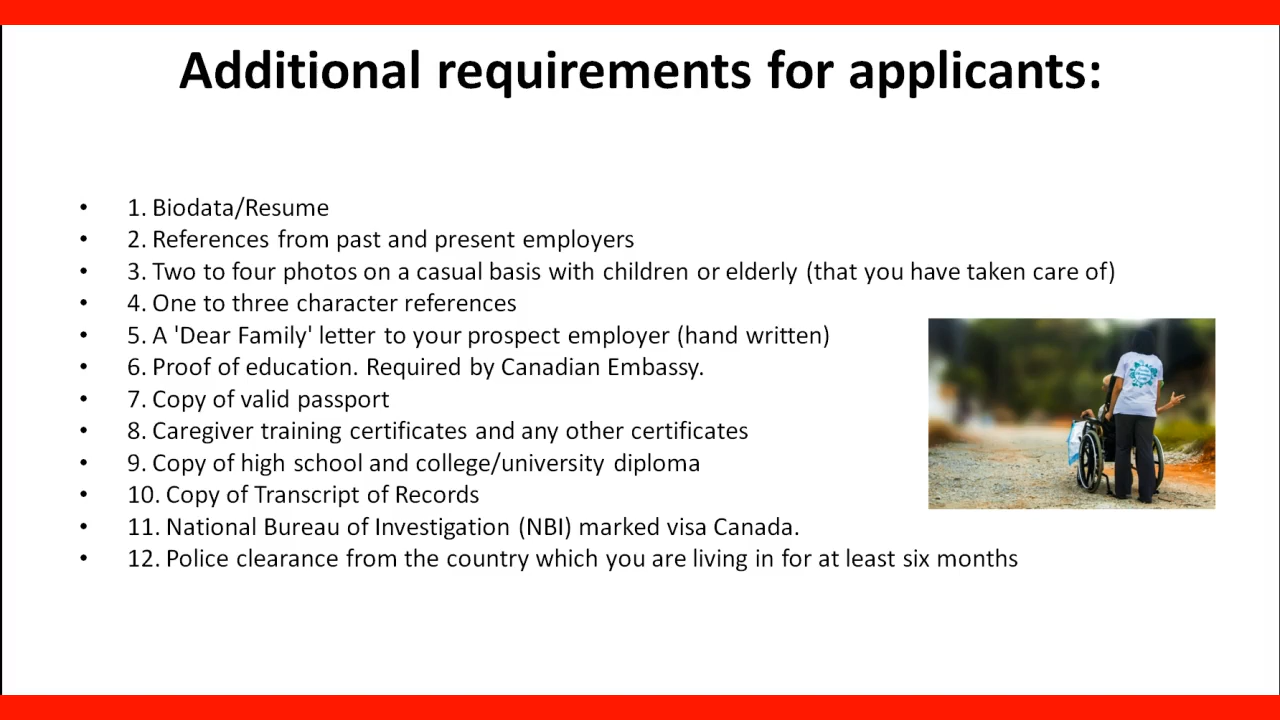 Additional requirements for applicants:
• 1. Biodata/Resume
• 2. References from past and present employers
• 3. Two to four photos on a casual basis with children or elderly (that you have taken care of)
• 4. One to three character references
• 5. A 'Dear Family' letter to your prospect employer (hand written)
• 6. Proof of education. Required by Canadian Embassy.
• 7. Copy of valid passport
• 8. Caregiver training certificates and any other certificates
• 9. Copy of high school and college/university diploma
• 10. Copy of Transcript of Records
• 11. National Bureau of Investigation (NBI) marked visa Canada.
• 12. Police clearance from the country which you are living in for at least six months